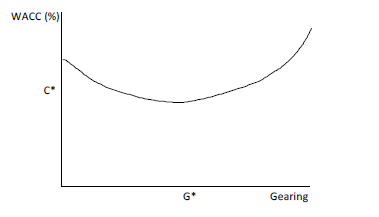 WACC (%)
C*
G*
Gearing